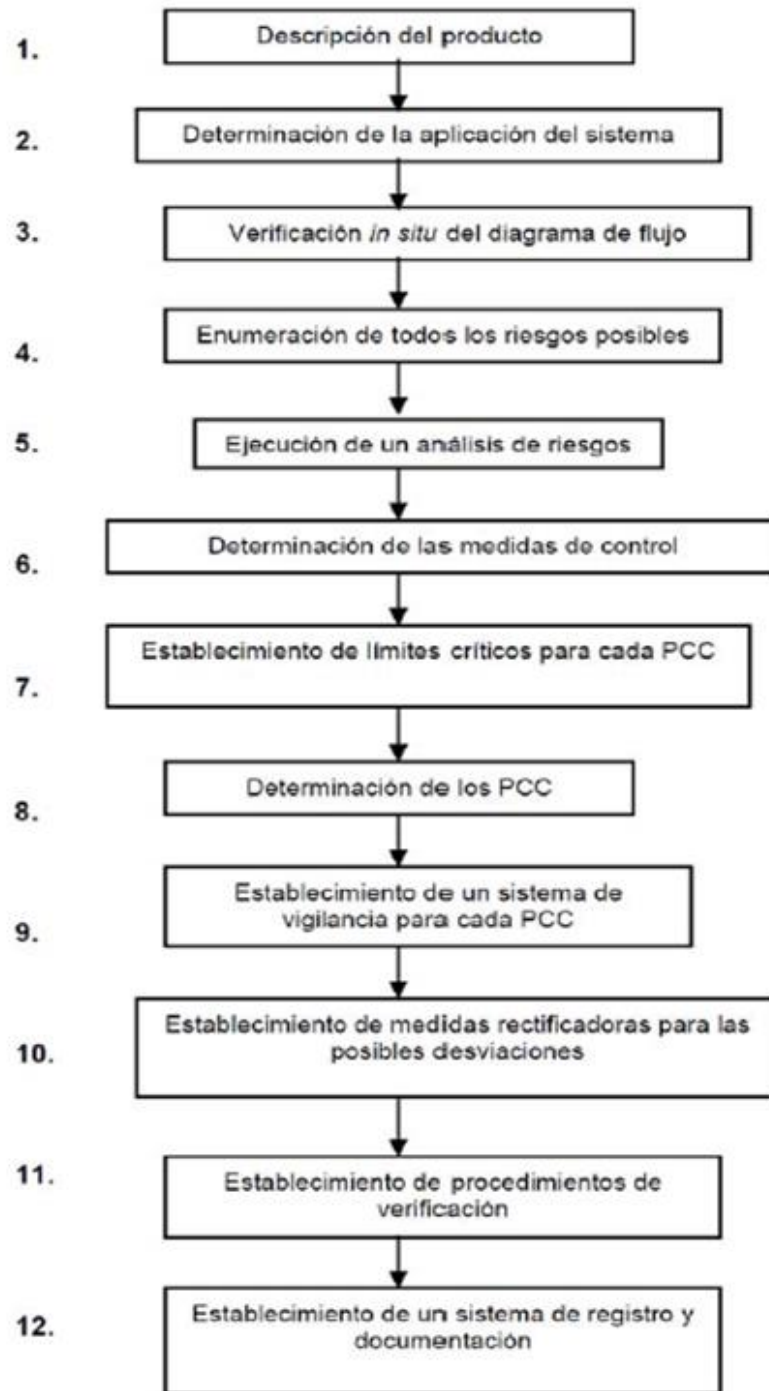 1. Descripción del producto
2. Determinación de la aplicación del sistema
3. Verificación in situ del diagrama de flujo
4. Enumeración de todos los riesgos posibles
5. Ejecución de un análisis de riesgos
6. Determinación de las medidas de control
7. Establecimiento de límites críticos para cada PCC
8. Determinación de los PCC
9. Establecimiento de un sistema de
vigilancia para cada PCC
10. Establecimiento de medidas rectificadoras para las
posibles desviaciones
11. Establecimiento de procedimientos de
verificación
12. Establecimiento de un sistema de registro y
documentación